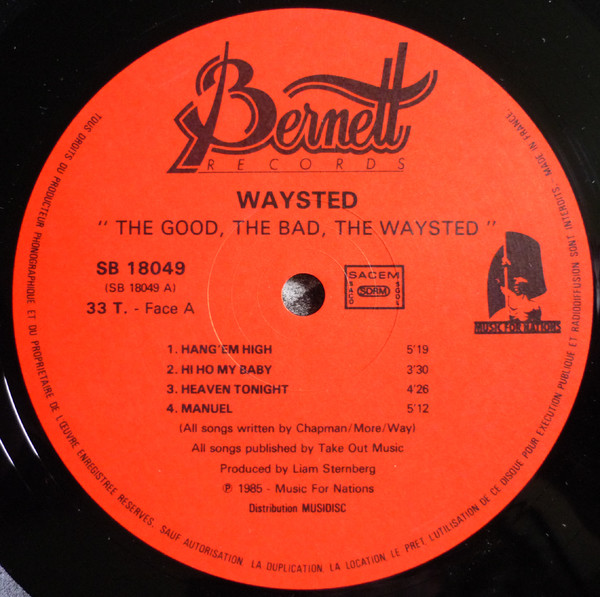 Bernett
RECORDS
WAYSTED
" THE GOOD, THE BAD, THE WAYSTED "
SB 18049
(SB 18049 A)
33 T. - Face A
SACEM
SACD
SDRM
SGDL
MUSIC FOR NATIONS
1. HANG'EM HIGH 5'19
2. HI HO MY BABY 3'30
3. HEAVEN TONIGHT 4'26
4. MANUEL 5'12
(All songs written by Chapman/More/Way)
All songs published by Take Out Music
Produced by Liam Sternberg
℗ 1985 - Music For Nations
Distribution MUSIDISC
TOUS DROITS DU PRODUCTEUR PHONOGRAPHIQUE ET DU PROPRIETAIRE DE L'ŒUVRE ENREGISTREE RESERVES. SAUF AUTORISATION. LA DUPLICATION, LA LOCATION, LE PRET, L'UTILISATION DE CE DISQUE POUR EXECUTION PUBLIQUE ET RADIODIFFUSION SONT INTERDITS. - MADE IN FRANCE.